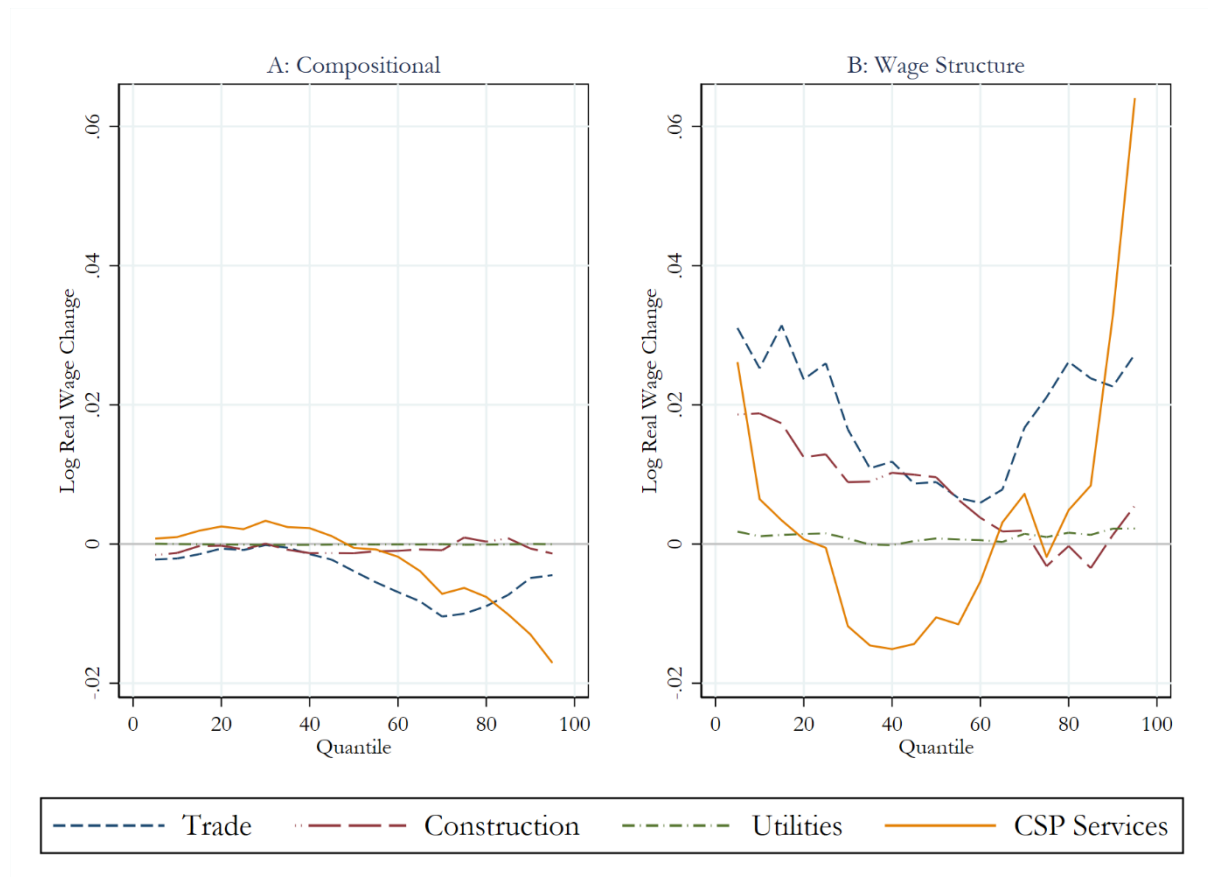 A: Compositional
B: Wage Structure
Log Real Wage Change
.06
.04
.02
0
-.02
0 20 40 60 80 100
Quantile
Log Real Wage Change
.06
.04
.02
0
-.02
0 20 40 60 80 100
Quantile
Trade Construction Utilities CSP Services